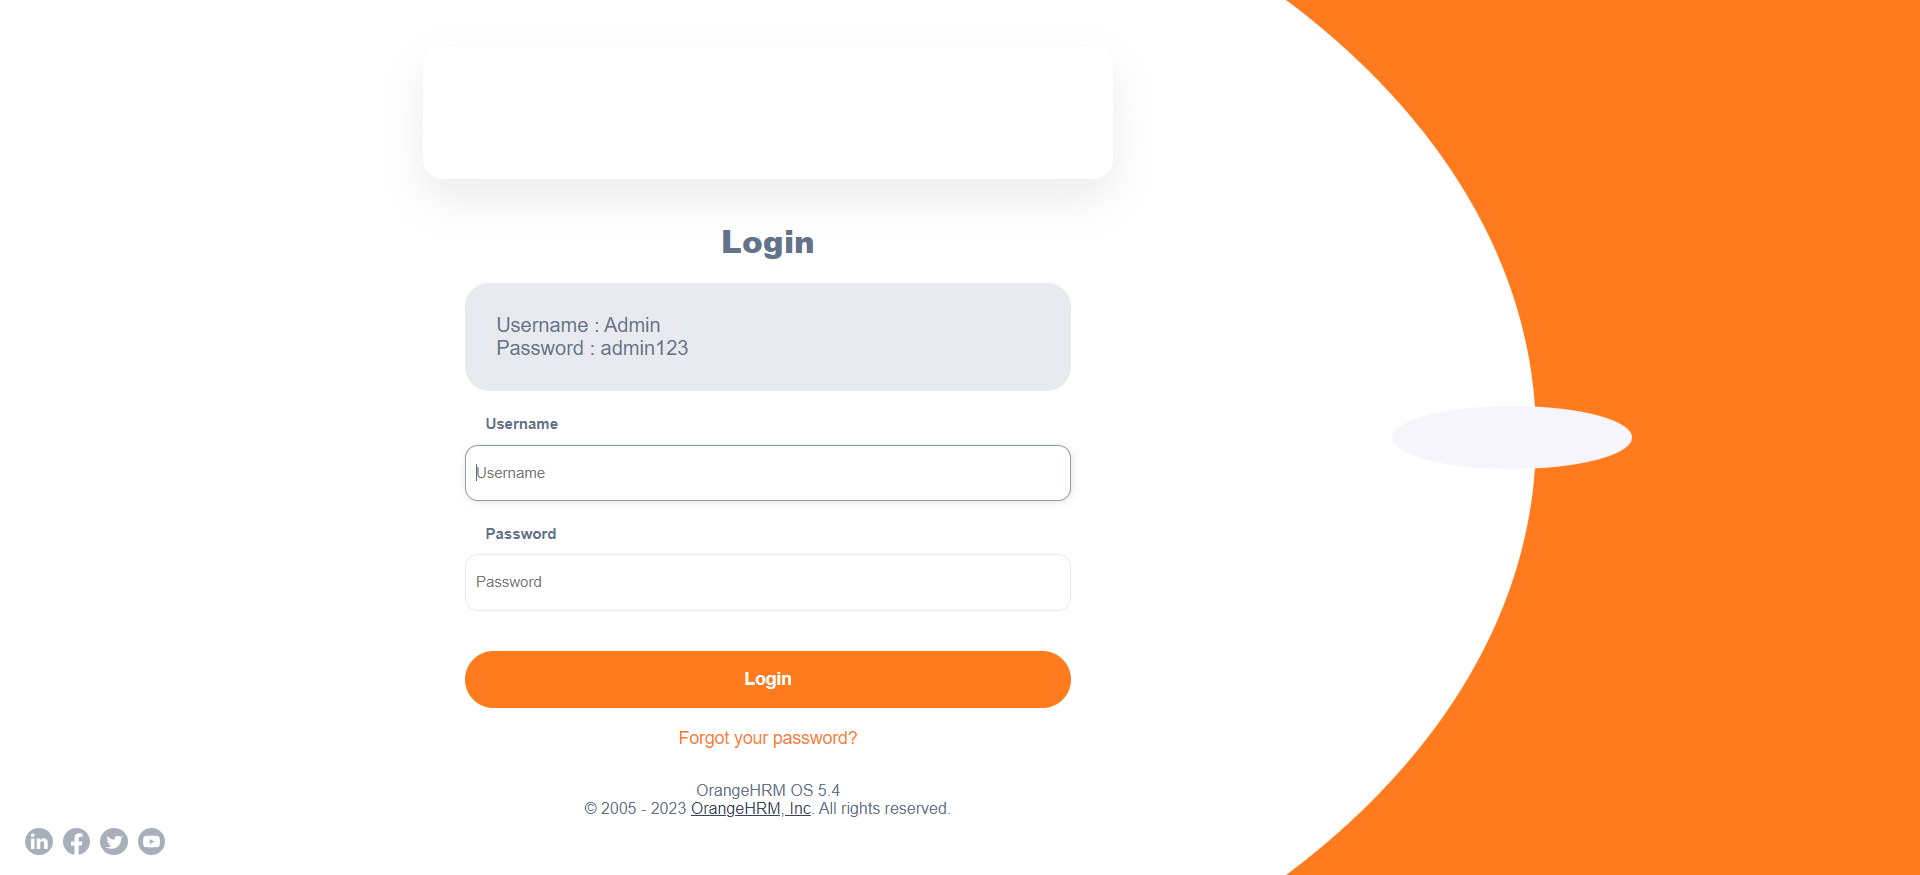 Login
Username : Admin
Password : admin123
Username
Username
Password
Password
Login
Forgot your password?
OrangeHRM OS 5.4
© 2005 - 2023 OrangeHRM, Inc. All rights reserved.